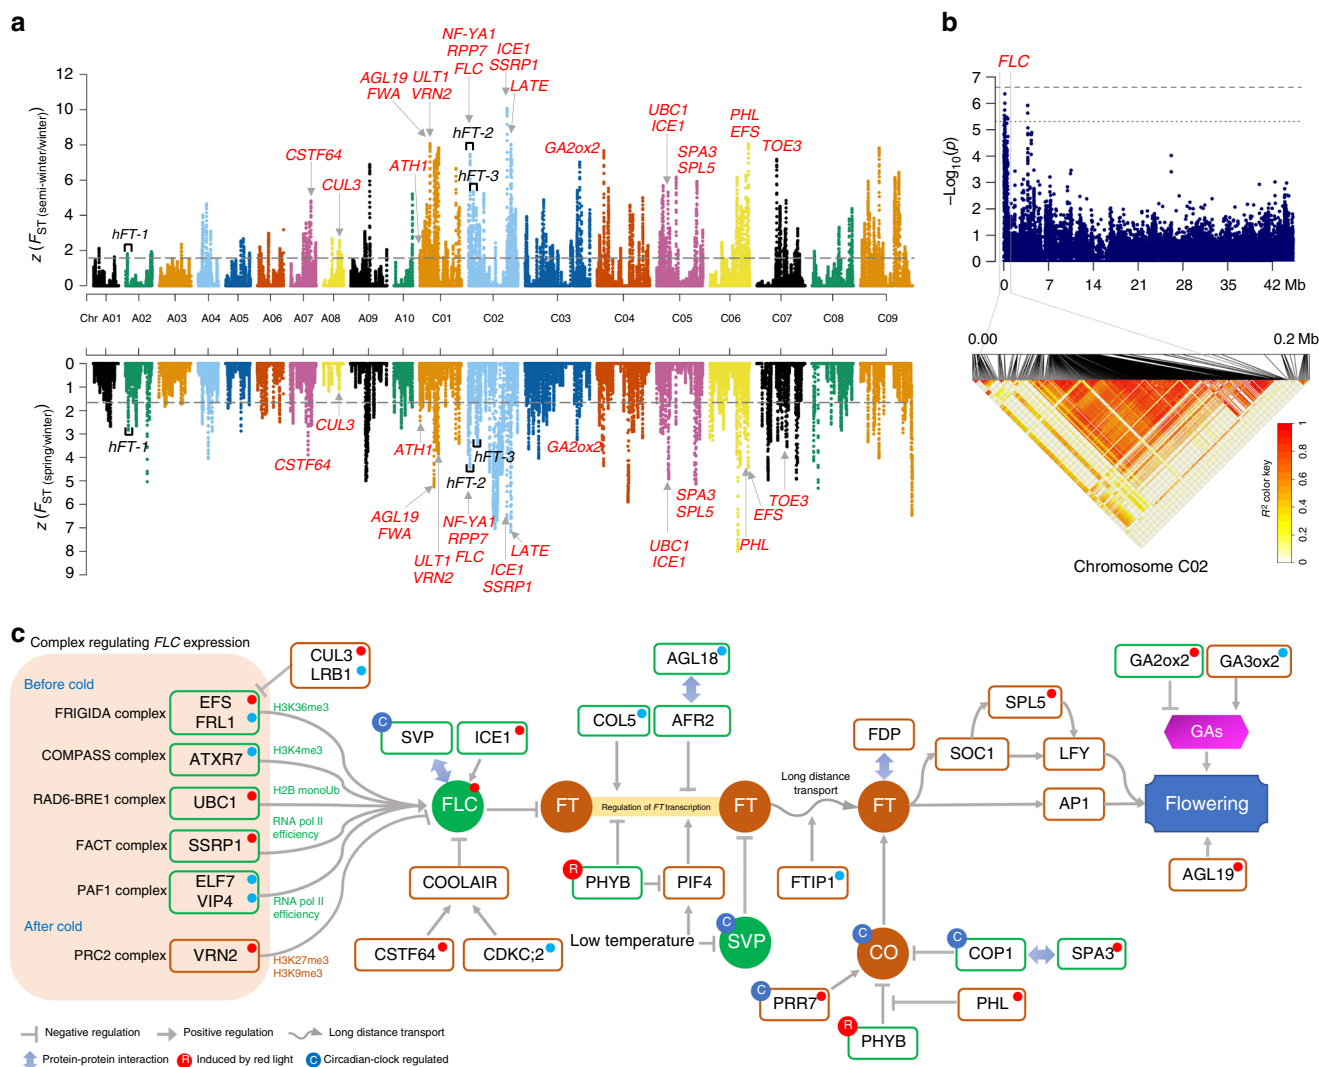 a
z (FST (semi-winter/winter))
12
10
8
6
4
2
0
hFT-1
CSTF64
CUL3
ATH1
AGL19
FWA
ULT1
VRN2
NF-YA1
RPP7
FLC
hFT-2
hFT-3
ICE1
SSRP1
LATE
GA2ox2
UBC1
ICE1
SPA3
SPL5
PHL
EFS
TOE3
Chr A01 A02 A03 A04 A05 A06 A07 A08 A09 A10 C01 C02 C03 C04 C05 C06 C07 C08 C09
z (FST (spring/winter))
0
1
2
3
4
5
6
7
8
9
hFT-1
CSTF64
CUL3
ATH1
AGL19
FWA
ULT1
VRN2
hFT-3
hFT-2
NF-YA1
RPP7
FLC
ICE1
SSRP1
LATE
GA2ox2
UBC1
ICE1
SPA3
SPL5
PHL
EFS
TOE3
b
FLC
–Log10(p)
7
6
5
4
3
2
1
0
0 7 14 21 28 35 42 Mb
0.00 0.2 Mb
R2 color key
1
0.8
0.6
0.4
0.2
0
Chromosome C02
c
Complex regulating FLC expression
Before cold
FRIGIDA complex
EFS
FRL1
H3K36me3
COMPASS complex
ATXR7
H3K4me3
RAD6-BRE1 complex
UBC1
H2B monoUb
FACT complex
SSRP1
RNA pol II
efficiency
PAF1 complex
ELF7
VIP4
RNA pol II
efficiency
After cold
PRC2 complex
VRN2
H3K27me3
H3K9me3
CUL3
LRB1
C
SVP
ICE1
FLC
COOLAIR
CSTF64
CDKC;2
FT
Regulation of FT transcription
FT
COL5
AGL18
AFR2
R
PHYB
PIF4
Low temperature
C
SVP
Long distance
transport
FTIP1
FDP
FT
C
CO
C
PRR7
R
PHYB
PHL
C
COP1
SPA3
SOC1
SPL5
LFY
AP1
GA2ox2
GA3ox2
GAs
Flowering
AGL19
Negative regulation
Positive regulation
Long distance transport
Protein-protein interaction
R Induced by red light
C Circadian-clock regulated